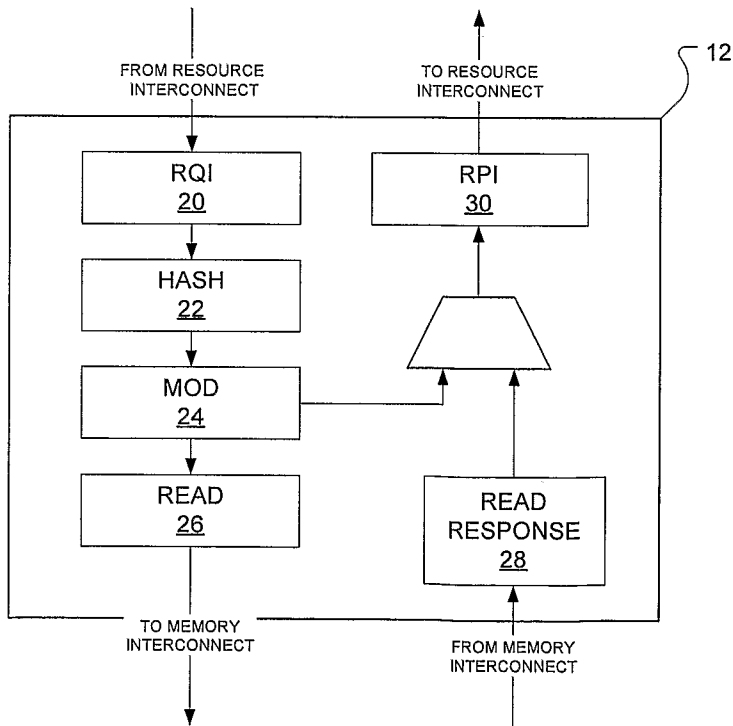 12
FROM RESOURCE
INTERCONNECT
TO RESOURCE
INTERCONNECT
RQI
20
RPI
30
HASH
22
MOD
24
READ
26
READ
RESPONSE
28
TO MEMORY
INTERCONNECT
FROM MEMORY
INTERCONNECT